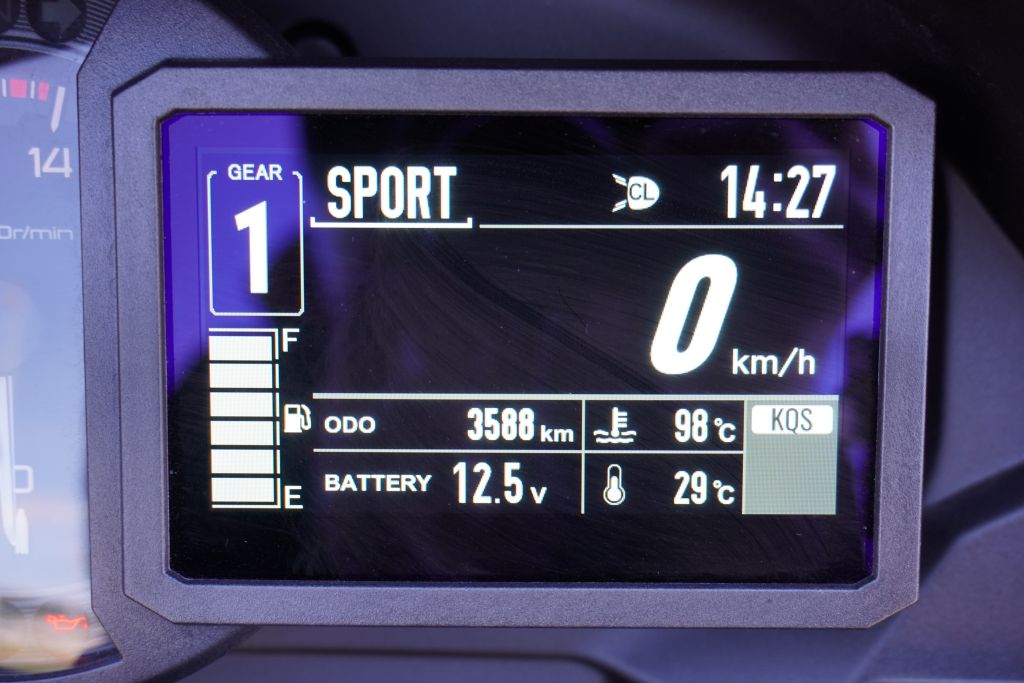 14
0r/min
GEAR
1
SPORT
CL
14:27
0
km/h
F
E
ODO 3588 km
98 °C
KQS
BATTERY 12.5 V
29 °C